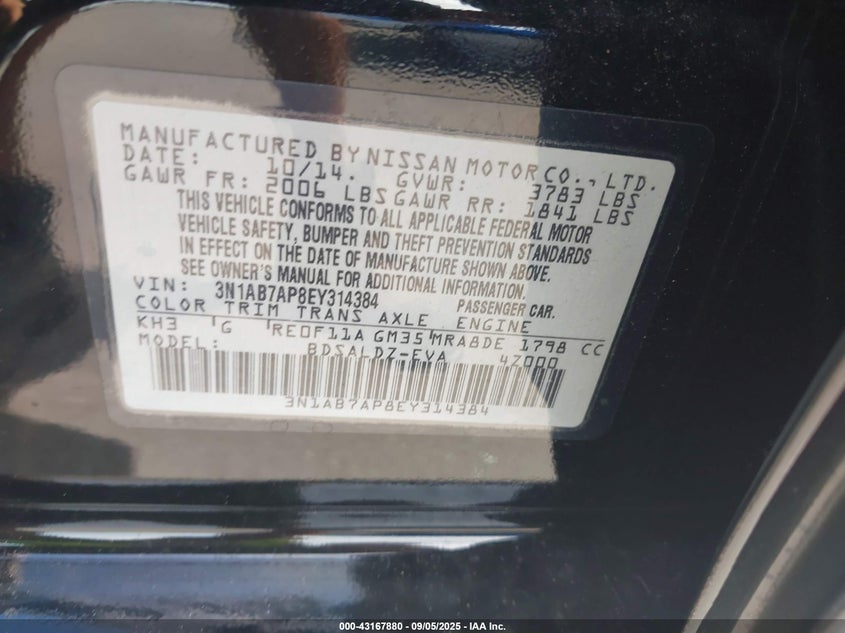 MANUFACTURED BY NISSAN MOTOR CO., LTD.
DATE: 10/14. GVWR: 3783 LBS
GAWR FR: 2006 LBS GAWR RR: 1841 LBS
THIS VEHICLE CONFORMS TO ALL APPLICABLE FEDERAL MOTOR
VEHICLE SAFETY, BUMPER AND THEFT PREVENTION STANDARDS
IN EFFECT ON THE DATE OF MANUFACTURE SHOWN ABOVE.
SEE OWNER'S MANUAL FOR ADDITIONAL INFORMATION.
VIN: 3N1AB7AP8EY314384 PASSENGER CAR.
COLOR TRIM TRANS AXLE ENGINE
KH3 G RE0F11A GM35 MRA8DE 1798 CC
MODEL: BDSALDZ-EVA 4Z000
3N1AB7AP8EY314384
000-43167880 - 09/05/2025 - IAA Inc.